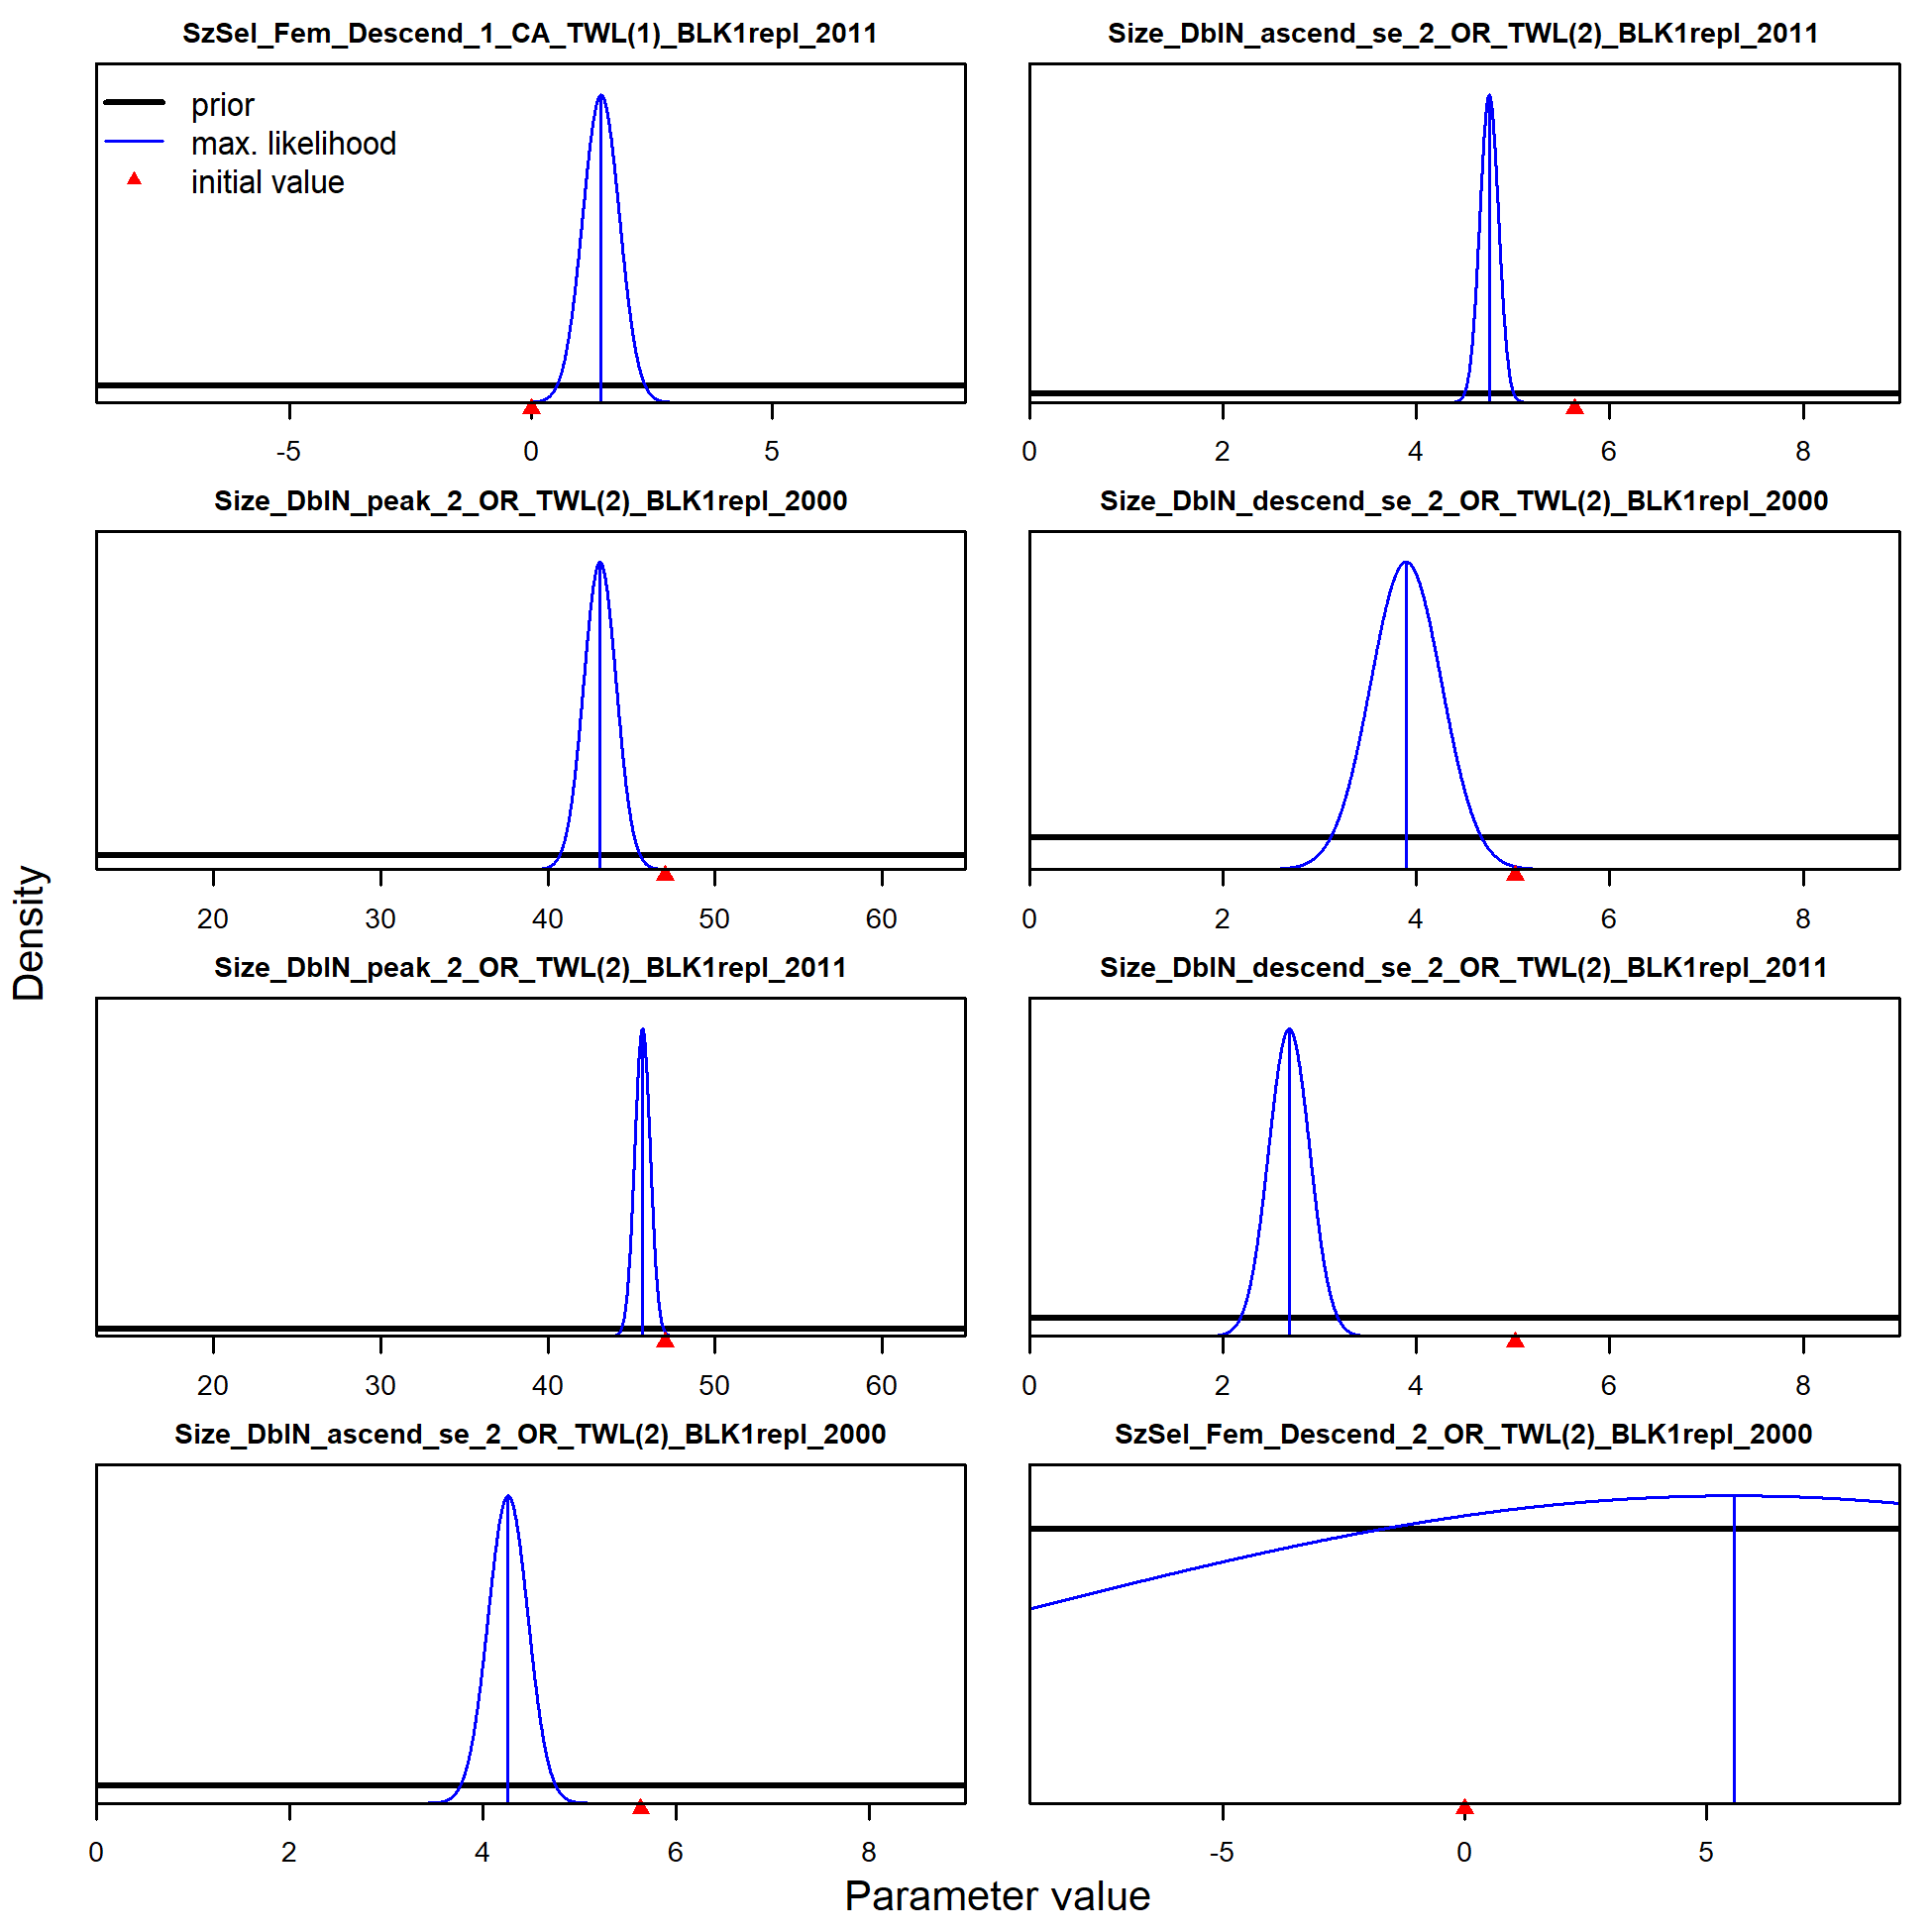 SzSel_Fem_Descend_1_CA_TWL(1)_BLK1repl_2011
prior
max. likelihood
initial value
-5 0 5
Size_DblN_ascend_se_2_OR_TWL(2)_BLK1repl_2011
0 2 4 6 8
Size_DblN_peak_2_OR_TWL(2)_BLK1repl_2000
20 30 40 50 60
Size_DblN_descend_se_2_OR_TWL(2)_BLK1repl_2000
0 2 4 6 8
Size_DblN_peak_2_OR_TWL(2)_BLK1repl_2011
20 30 40 50 60
Size_DblN_descend_se_2_OR_TWL(2)_BLK1repl_2011
0 2 4 6 8
Size_DblN_ascend_se_2_OR_TWL(2)_BLK1repl_2000
0 2 4 6 8
SzSel_Fem_Descend_2_OR_TWL(2)_BLK1repl_2000
-5 0 5
Density
Parameter value